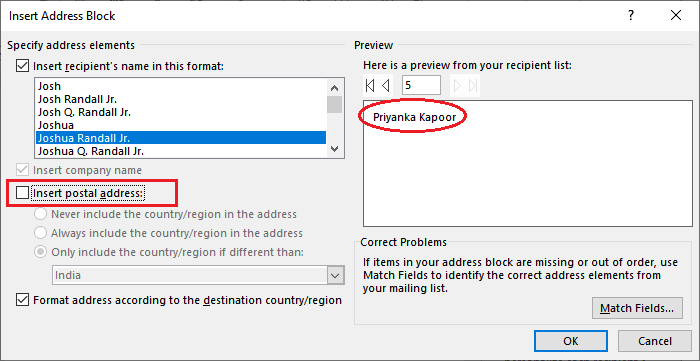 Insert Address Block
?
Specify address elements
Insert recipient's name in this format:
Josh
Josh Randall Jr.
Josh Q. Randall Jr.
Joshua
Joshua Randall Jr.
Joshua Q. Randall Jr.
Insert company name
Insert postal address:
Never include the country/region in the address
Always include the country/region in the address
Only include the country/region if different than:
India
Format address according to the destination country/region
Preview
Here is a preview from your recipient list:
5
Priyanka Kapoor
Correct Problems
If items in your address block are missing or out of order, use
Match Fields to identify the correct address elements from
your mailing list.
Match Fields...
OK
Cancel